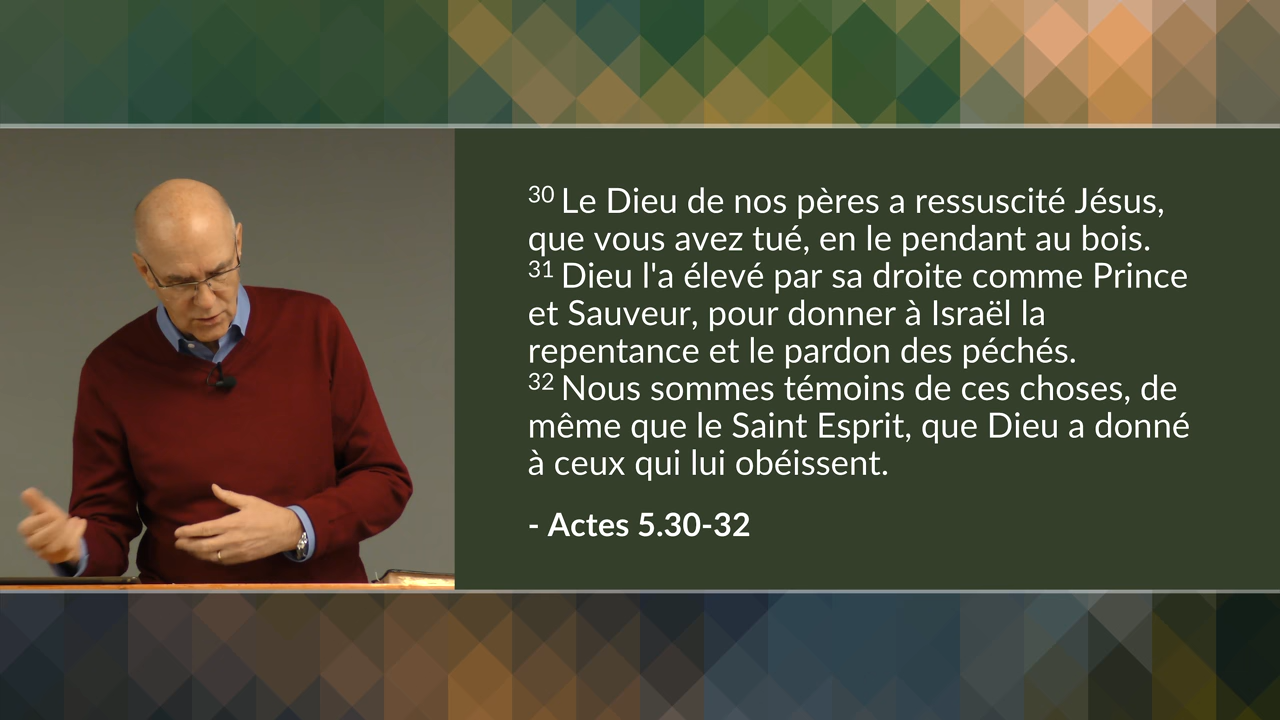 30 Le Dieu de nos pères a ressuscité Jésus,
que vous avez tué, en le pendant au bois.
31 Dieu l'a élevé par sa droite comme Prince
et Sauveur, pour donner à Israël la
repentance et le pardon des péchés.
32 Nous sommes témoins de ces choses, de
même que le Saint Esprit, que Dieu a donné
à ceux qui lui obéissent.
- Actes 5.30-32